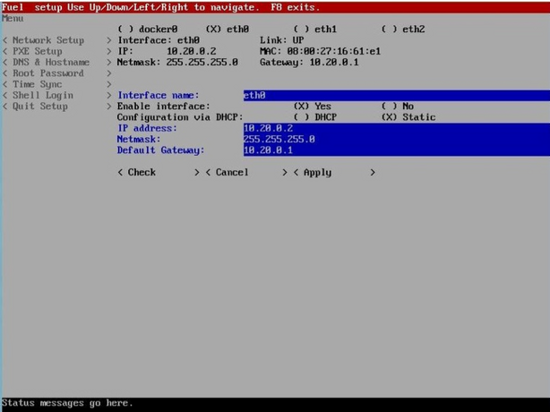 Fuel  setup Use Up/Down/Left/Right to navigate.  F8 exits.
Menu
( ) docker0     (X) eth0     ( ) eth1     ( ) eth2
< Network Setup    > Interface: eth0     Link: UP
< PXE Setup        > IP:      10.20.0.2     MAC: 08:00:27:16:61:e1
< DNS & Hostname   > Netmask: 255.255.255.0     Gateway: 10.20.0.1
< Root Password    >
< Time Sync        >
< Shell Login      > Interface name:     eth0
< Quit Setup       > Enable interface:     (X) Yes     ( ) No
Configuration via DHCP:     ( ) DHCP     (X) Static
IP address:     10.20.0.2
Netmask:     255.255.255.0
Default Gateway:     10.20.0.1
< Check      > < Cancel     > < Apply      >
Status messages go here.